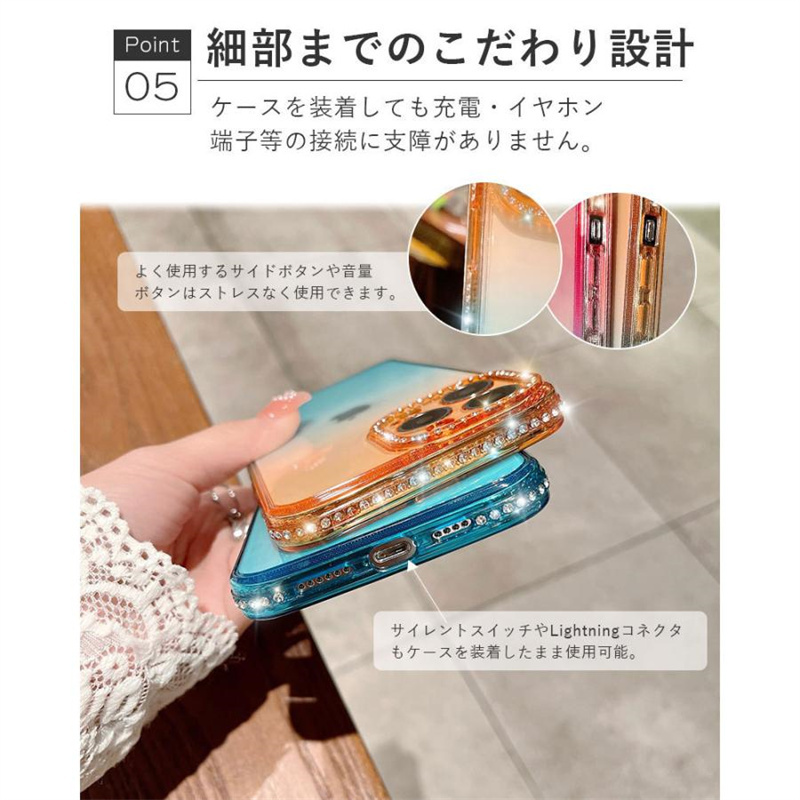 Point
05
細部までのこだわり設計
ケースを装着しても充電・イヤホン
端子等の接続に支障がありません。
よく使用するサイドボタンや音量
ボタンはストレスなく使用できます。
サイレントスイッチやLightningコネクタ
もケースを装着したまま使用可能。